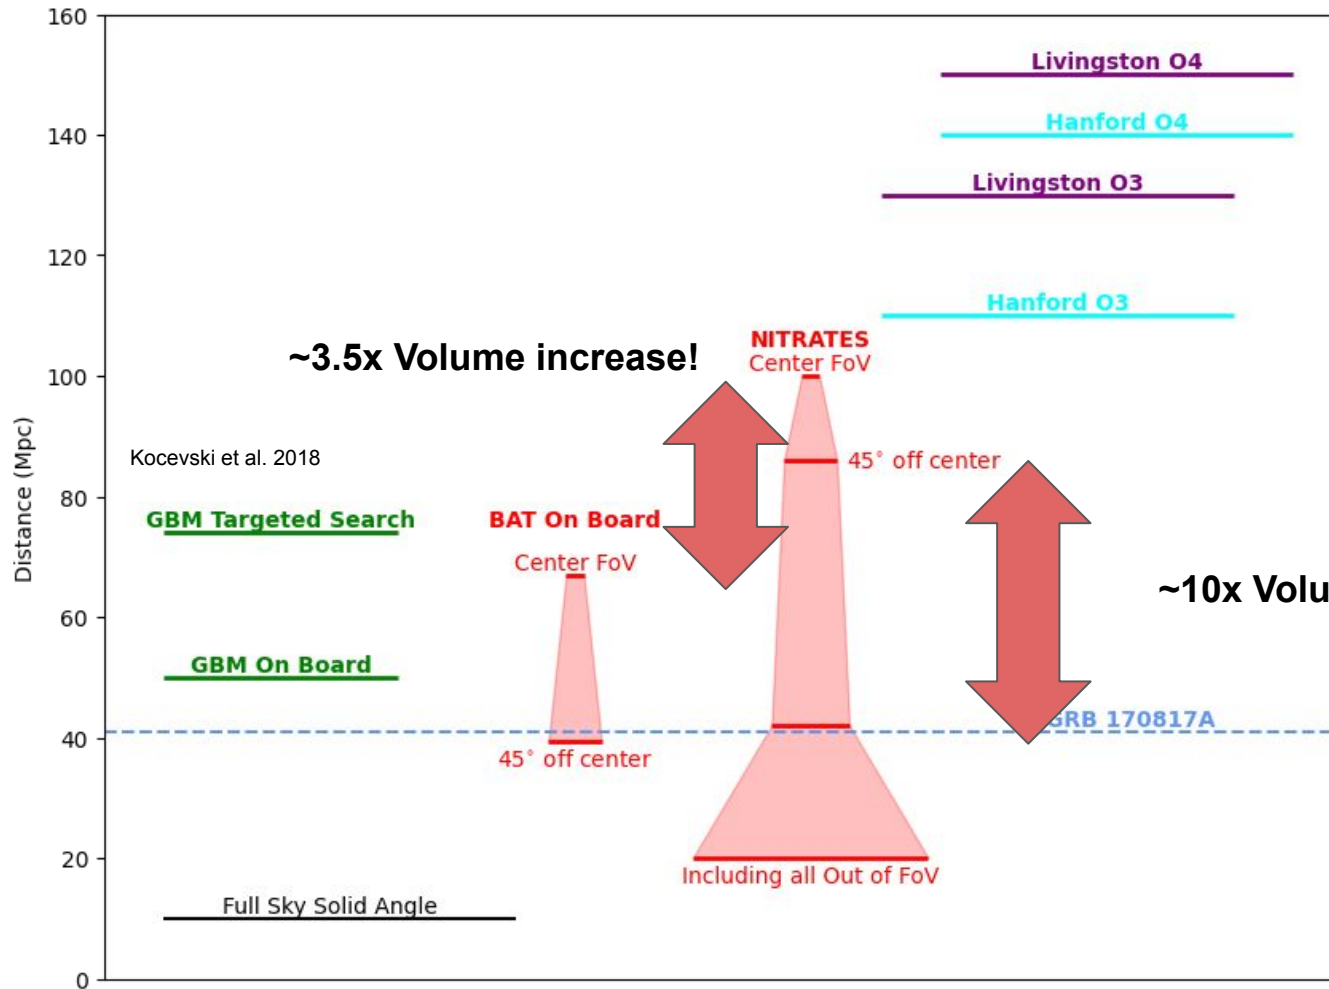 160
140
120
100
80
60
40
20
0
Distance (Mpc)
Livingston O4
Hanford O4
Livingston O3
Hanford O3
~3.5x Volume increase!
NITRATES
Center FoV
Kocevski et al. 2018
45° off center
GBM Targeted Search
BAT On Board
Center FoV
~10x Volu
GBM On Board
GRB 170817A
45° off center
Including all Out of FoV
Full Sky Solid Angle